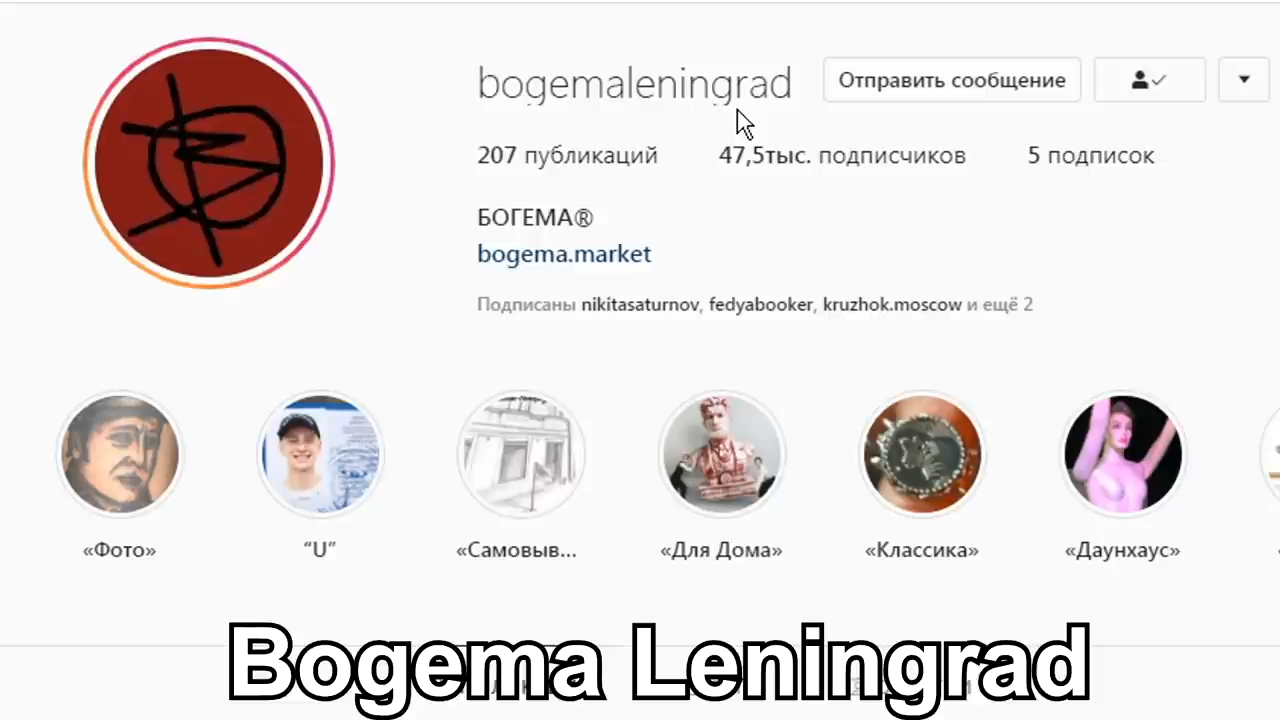 bogemaleningrad
Отправить сообщение
207 публикаций 47,5тыс. подписчиков 5 подписок
БОГЕМА®
bogema.market
Подписаны nikitasaturnov, fedyabooker, kruzhok.moscow и ещё 2
«Фото» “U” «Самовыв... «Для Дома» «Классика» «Даунхаус»
Bogema Leningrad